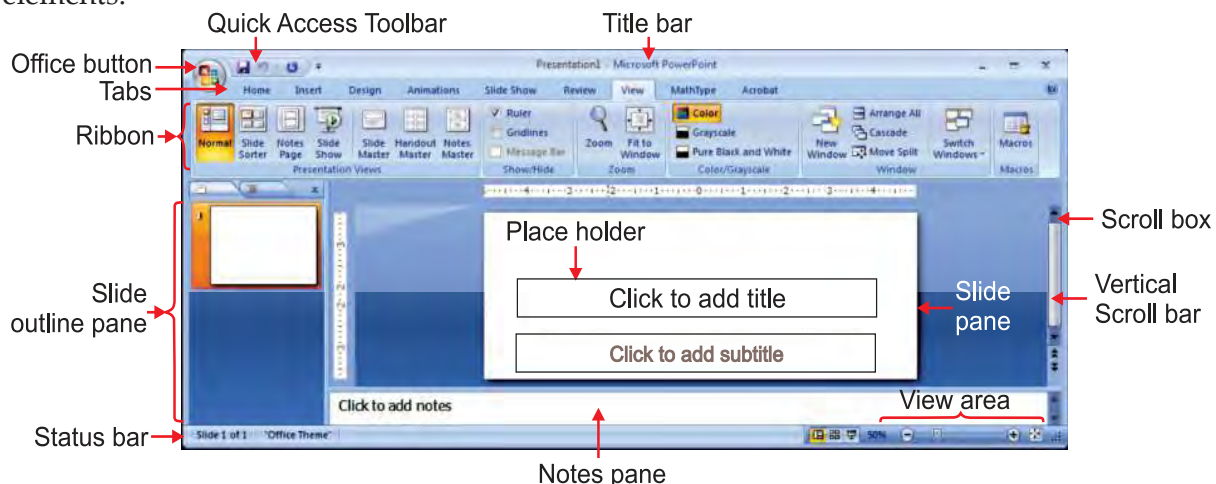 elements.
Quick Access Toolbar
Title bar
Office button
Presentation1 - Microsoft PowerPoint
Tabs
Home Insert Design Animations Slide Show Review View MathType Acrobat
Ribbon
Normal
Slide Sorter
Notes Page
Slide Show
Slide Master
Handout Master
Notes Master
Presentation Views
Ruler
Gridlines
Message Bar
Show/Hide
Zoom
Fit to Window
Zoom
Color
Grayscale
Pure Black and White
Color/Grayscale
New Window
Arrange All
Cascade
Move Split
Switch Windows
Window
Macros
Macros
Scroll box
Place holder
Slide outline pane
Click to add title
Slide pane
Vertical Scroll bar
Click to add subtitle
Click to add notes
View area
Status bar
Slide 1 of 1 "Office Theme"
50%
Notes pane